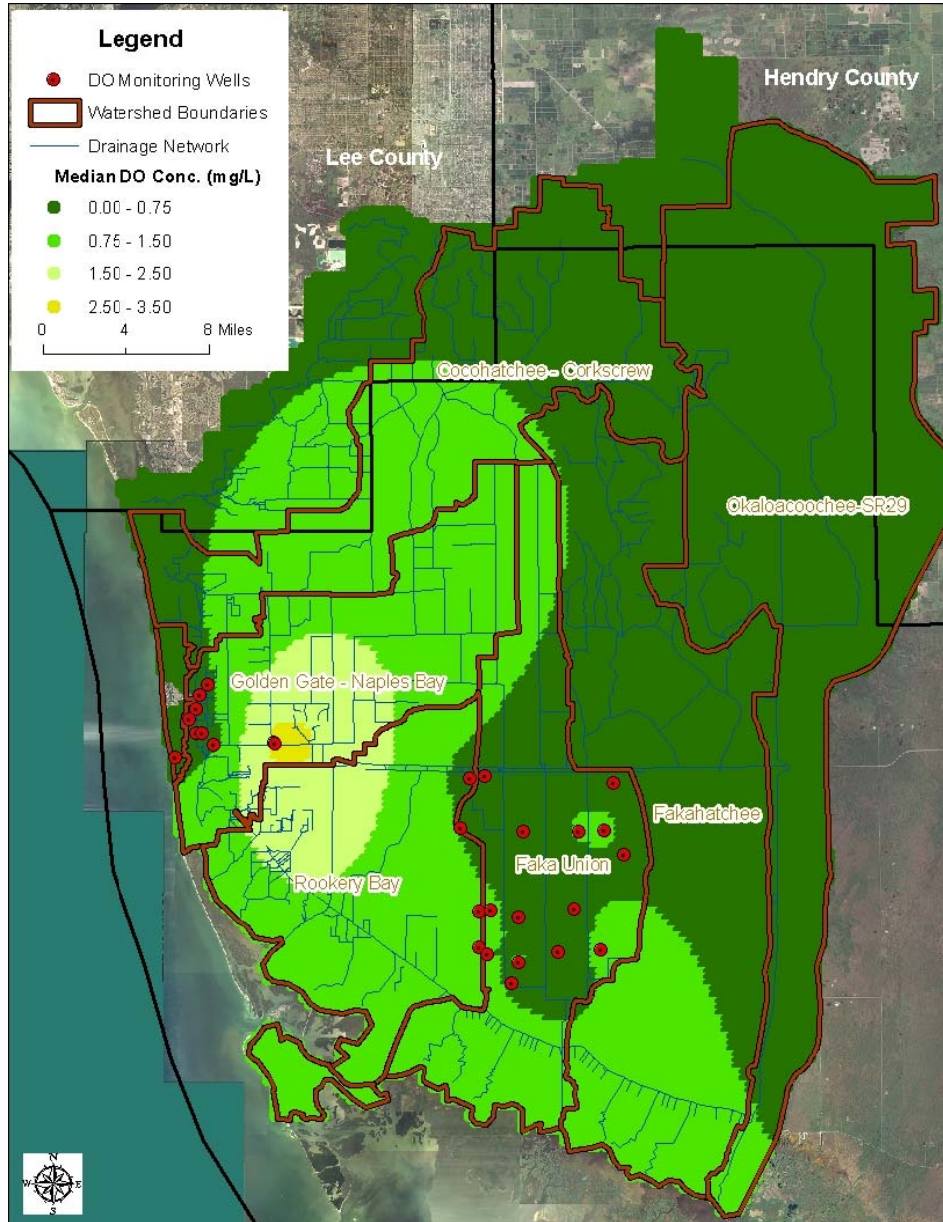 Legend
DO Monitoring Wells
Watershed Boundaries
Drainage Network
Median DO Conc. (mg/L)
0.00 - 0.75
0.75 - 1.50
1.50 - 2.50
2.50 - 3.50
0 4 8 Miles
Hendry County
Lee County
Cocohatchee - Corkscrew
Okaloacoochee-SR29
Golden Gate - Naples Bay
Fakahatchee
Faka Union
Rookery Bay
N
W E
S